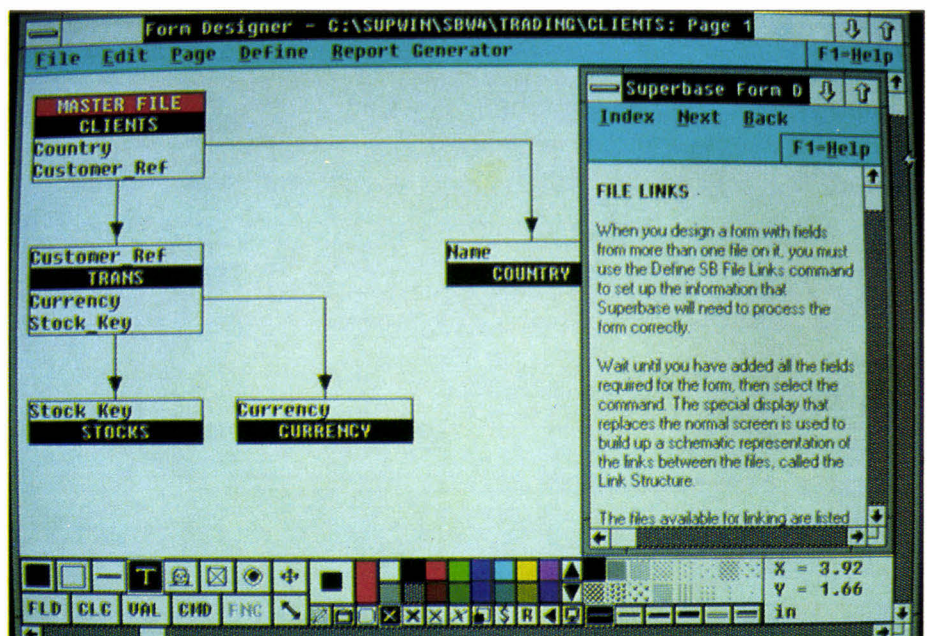 Form Designer - C:\SUPWIN\SBW4\TRADING\CLIENTS: Page 1
File Edit Page Define Report Generator
F1=Help
MASTER FILE
CLIENTS
Country
Customer_Ref
Customer_Ref
TRANS
Currency
Stock_Key
Stock_Key
STOCKS
Currency
CURRENCY
Name
COUNTRY
Superbase Form D
Index Next Back
F1=Help
FILE LINKS
When you design a form with fields
from more than one file on it, you must
use the Define SB File Links command
to set up the information that
Superbase will need to process the
form correctly.
Wait until you have added all the fields
required for the form, then select the
command. The special display that
replaces the normal screen is used to
build up a schematic representation of
the links between the files, called the
Link Structure.
The files available for linking are listed
T
FLD CLC VAL CMD FNC
$ R
X = 3.92
Y = 1.66
in